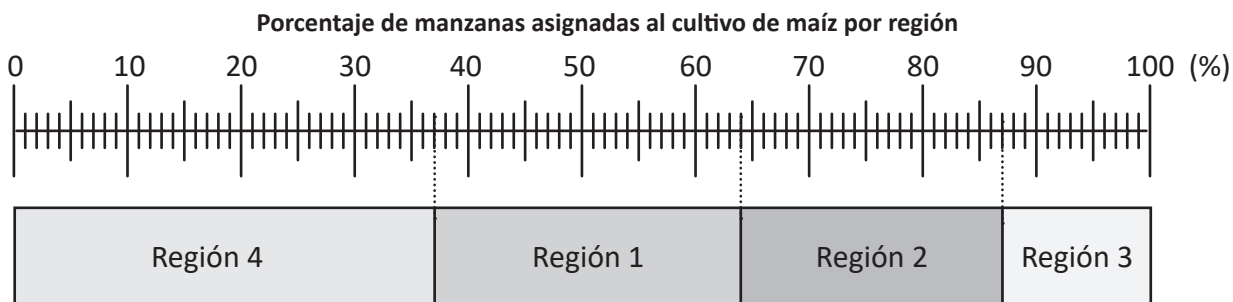 Porcentaje de manzanas asignadas al cultivo de maíz por región
0 10 20 30 40 50 60 70 80 90 100 (%)
Región 4 Región 1 Región 2 Región 3